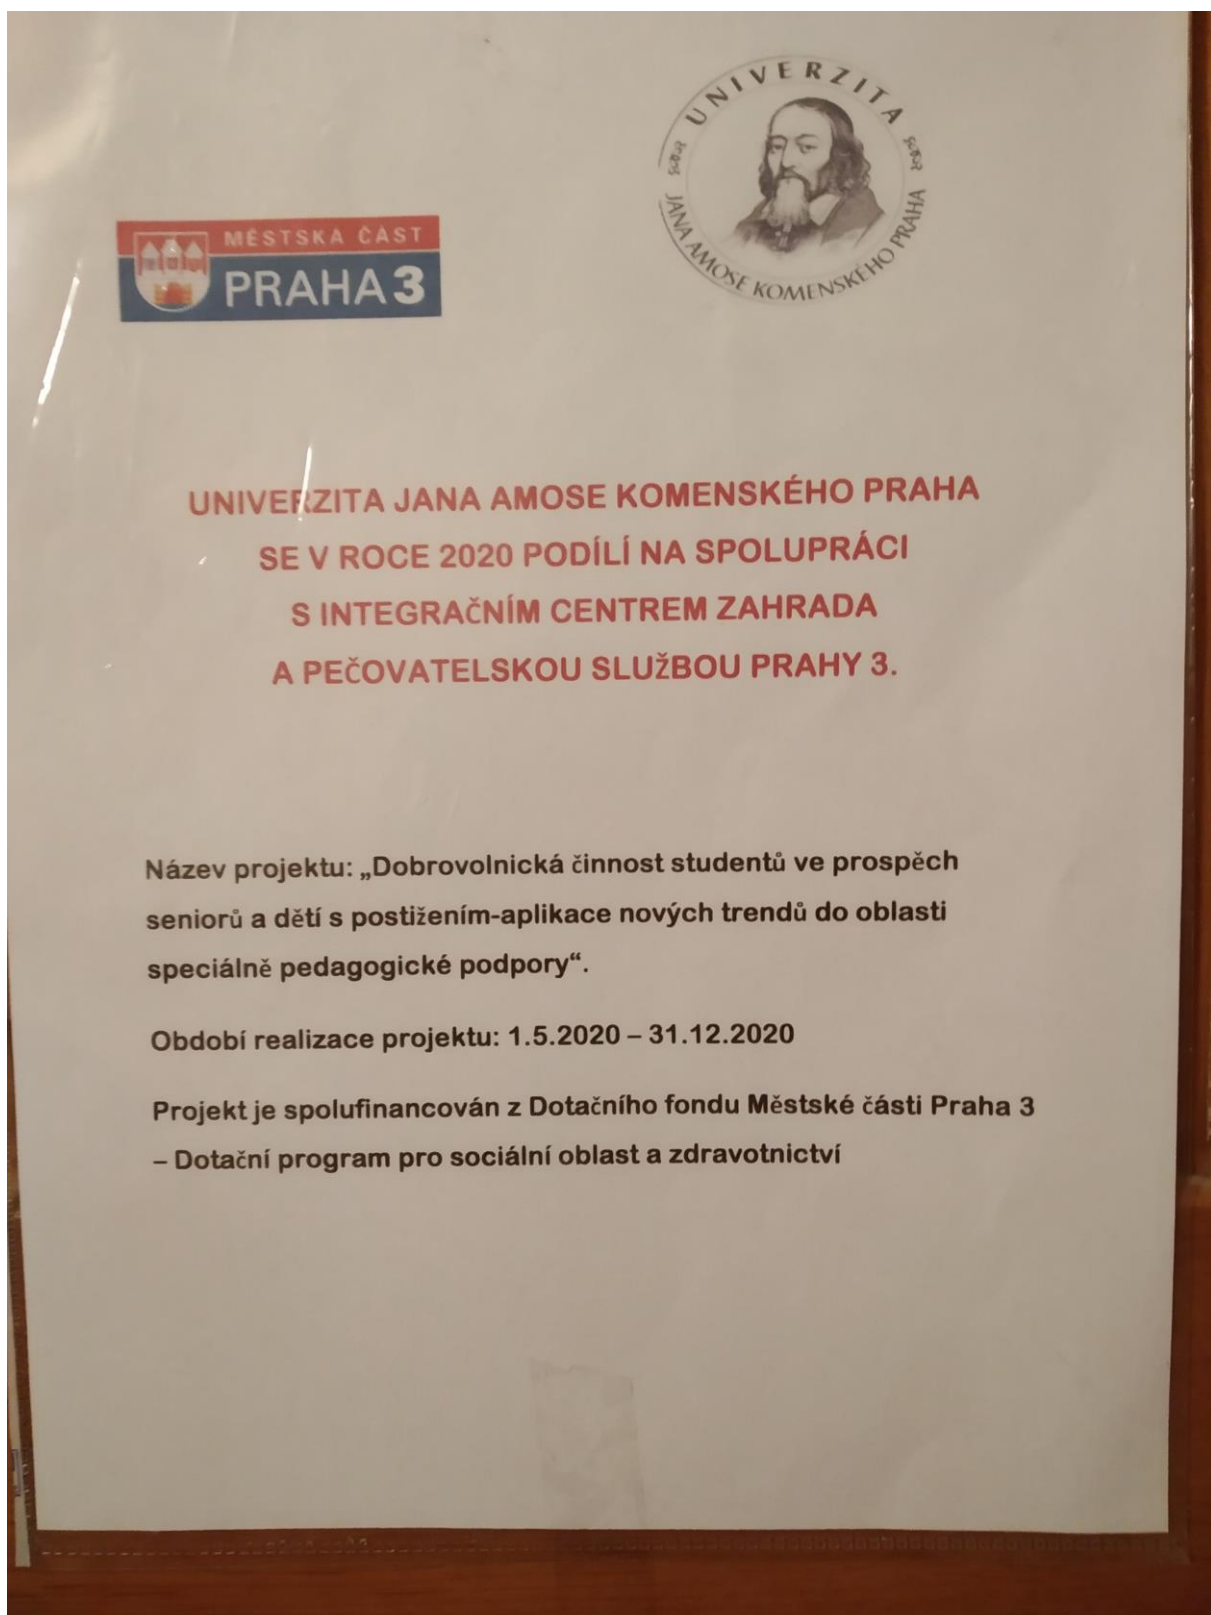 UNIVERZITA
JANA AMOSE KOMENSKÉHO PRAHA
MĚSTSKÁ ČÁST
PRAHA 3
UNIVERZITA JANA AMOSE KOMENSKÉHO PRAHA
SE V ROCE 2020 PODÍLÍ NA SPOLUPRÁCI
S INTEGRAČNÍM CENTREM ZAHRADA
A PEČOVATELSKOU SLUŽBOU PRAHY 3.
Název projektu: „Dobrovolnická činnost studentů ve prospěch
seniorů a dětí s postižením-aplikace nových trendů do oblasti
speciálně pedagogické podpory“.
Období realizace projektu: 1.5.2020 – 31.12.2020
Projekt je spolufinancován z Dotačního fondu Městské části Praha 3
– Dotační program pro sociální oblast a zdravotnictví